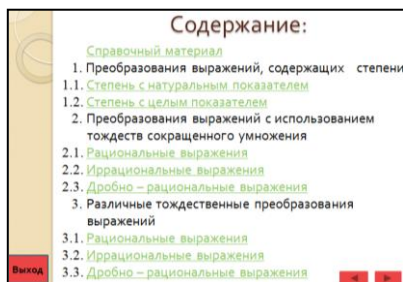 Содержание:
Справочный материал
1. Преобразования выражений, содержащих степени
1.1. Степень с натуральным показателем
1.2. Степень с целым показателем
2. Преобразования выражений с использованием
тождеств сокращенного умножения
2.1. Рациональные выражения
2.2. Иррациональные выражения
2.3. Дробно – рациональные выражения
3. Различные тождественные преобразования
выражений
3.1. Рациональные выражения
3.2. Иррациональные выражения
3.3. Дробно – рациональные выражения
Выход